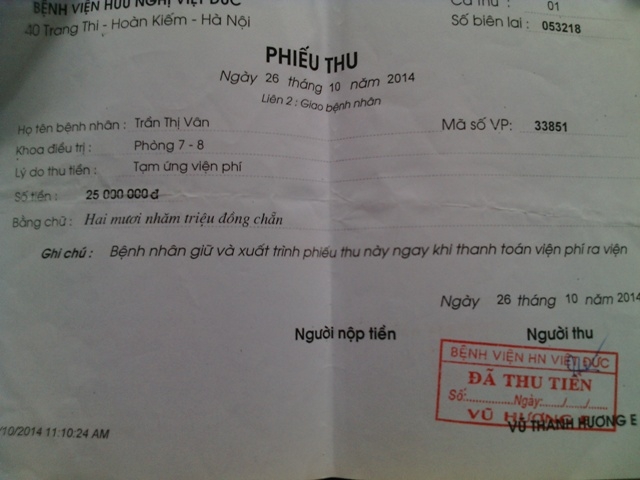 BỆNH VIỆN HỮU NGHỊ VIỆT ĐỨC
40 Tràng Thi - Hoàn Kiếm - Hà Nội
Ca thu : 01
Số biên lai : 053218
PHIẾU THU
Ngày 26 tháng 10 năm 2014
Liên 2 : Giao bệnh nhân
Họ tên bệnh nhân : Trần Thị Vân
Mã số VP: 33851
Khoa điều trị : Phòng 7 - 8
Lý do thu tiền : Tạm ứng viện phí
Số tiền : 25 000 000 đ
Bằng chữ : Hai mươi nhăm triệu đồng chẵn
Ghi chú : Bệnh nhân giữ và xuất trình phiếu thu này ngay khi thanh toán viện phí ra viện
Ngày 26 tháng 10 năm 2014
Người nộp tiền
Người thu
BỆNH VIỆN HN VIỆT ĐỨC
ĐÃ THU TIỀN
Số:............Ngày:....../....../......
VŨ HƯƠNG E
VŨ THANH HƯƠNG E
/10/2014 11:10:24 AM